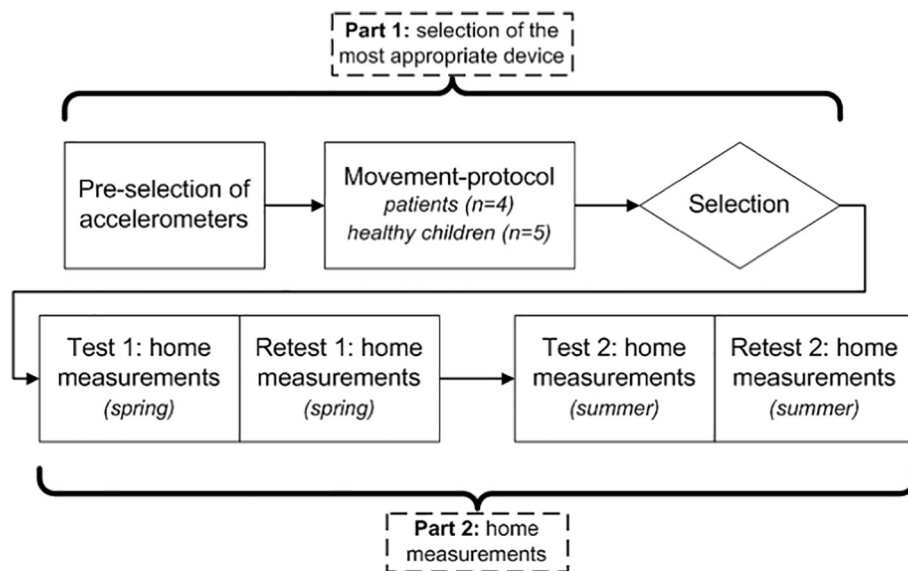 Part 1: selection of the
most appropriate device
Pre-selection of
accelerometers
Movement-protocol
patients (n=4)
healthy children (n=5)
Selection
Test 1: home
measurements
(spring)
Retest 1: home
measurements
(spring)
Test 2: home
measurements
(summer)
Retest 2: home
measurements
(summer)
Part 2: home
measurements